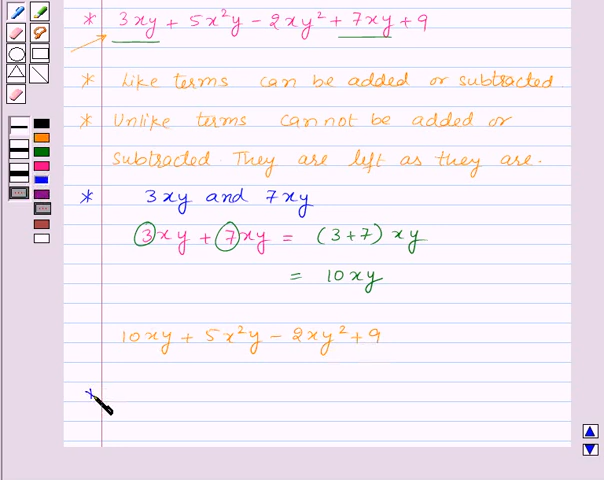 * 3xy + 5x²y - 2xy² + 7xy + 9
* Like terms can be added or subtracted
* Unlike terms cannot be added or
subtracted. They are left as they are.
* 3xy and 7xy
3xy + 7xy = (3+7) xy
= 10xy
10xy + 5x²y - 2xy² + 9